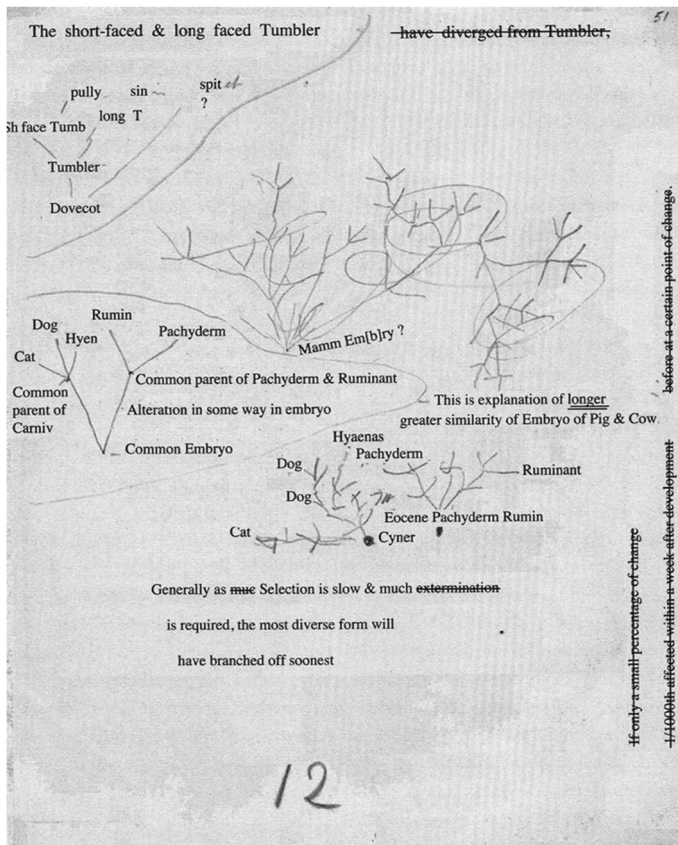 51
The short-faced & long faced Tumbler have diverged from Tumbler,
pully sin spit et
?
Sh face Tumb long T
Tumbler
Dovecot
Mamm Em[b]ry ?
Rumin
Dog
Hyen
Pachyderm
Cat
Common parent of Pachyderm & Ruminant
Common
parent of
Carniv
Alteration in some way in embryo
Common Embryo
This is explanation of longer
greater similarity of Embryo of Pig & Cow.
Hyaenas
Pachyderm
Dog
Ruminant
Dog
Eocene Pachyderm Rumin
Cat
Cyner
Generally as muc Selection is slow & much extermination
is required, the most diverse form will
have branched off soonest
If only a small percentage of change
1/1000th affected within a week after development
before at a certain point of change.
12